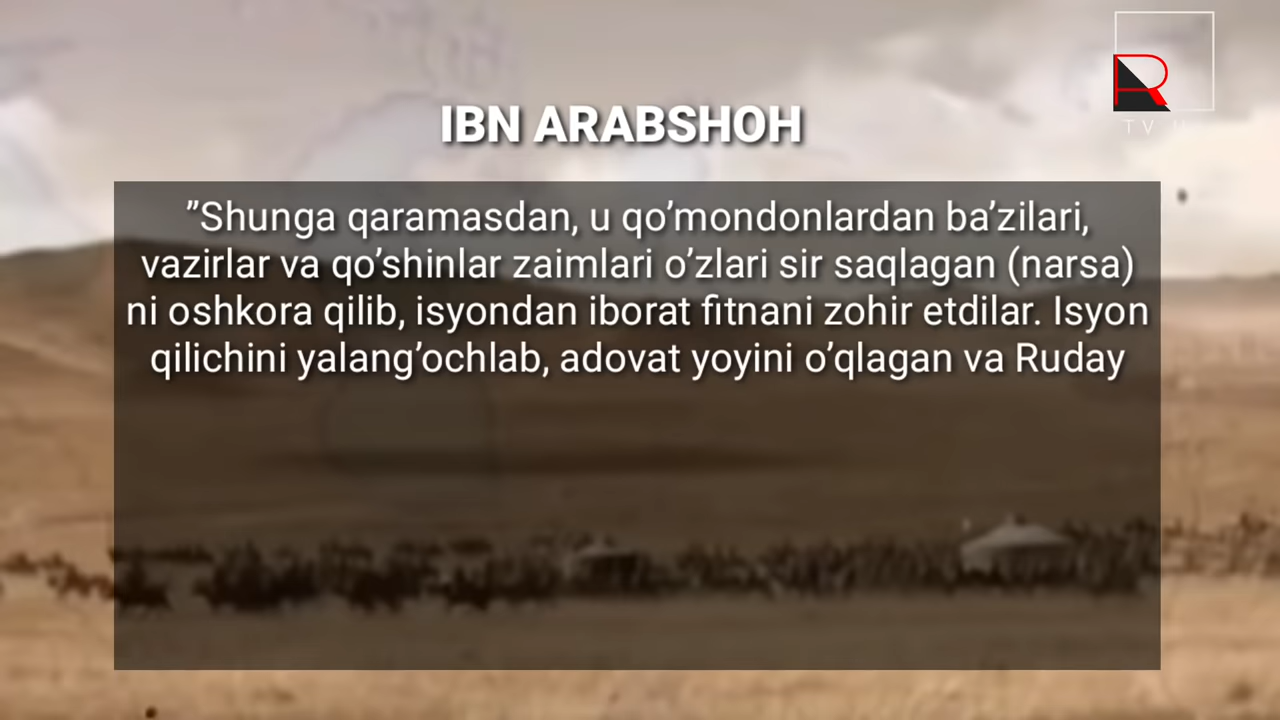 IBN ARABSHOH
”Shunga qaramasdan, u qo’mondonlardan ba’zilari,
vazirlar va qo’shinlar zaimlari o’zlari sir saqlagan (narsa)
ni oshkora qilib, isyondan iborat fitnani zohir etdilar. Isyon
qilichini yalang’ochlab, adovat yoyini o’qlagan va Ruday
R
TV